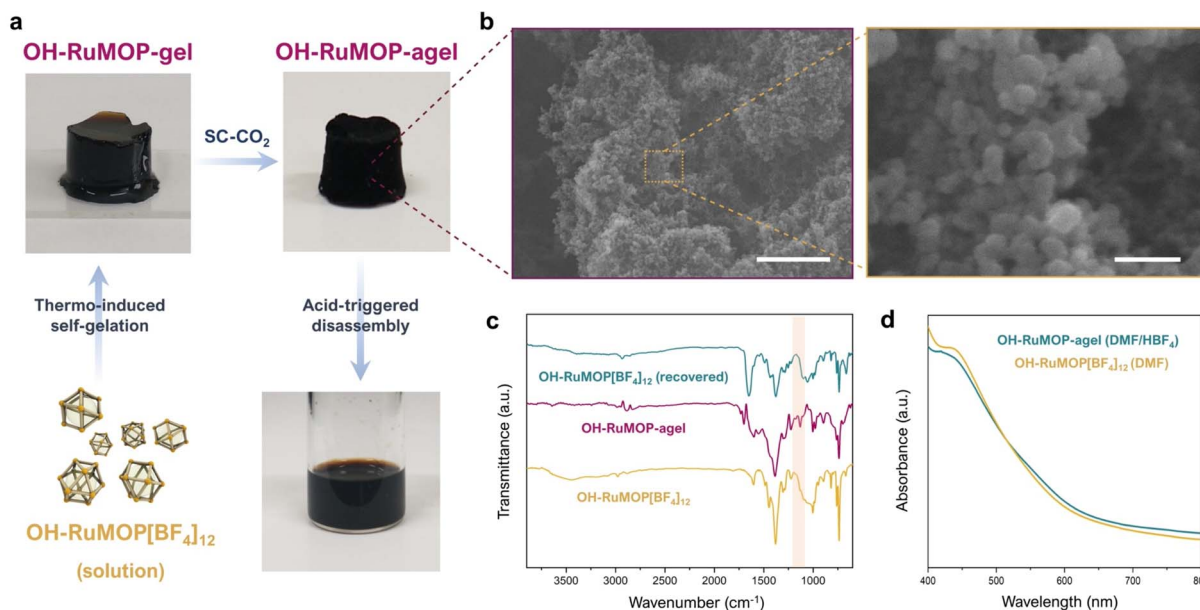 a
OH-RuMOP-gel
OH-RuMOP-agel
SC-CO₂
Thermo-induced
self-gelation
Acid-triggered
disassembly
OH-RuMOP[BF₄]₁₂
(solution)
b
c
OH-RuMOP[BF₄]₁₂ (recovered)
OH-RuMOP-agel
OH-RuMOP[BF₄]₁₂
Transmittance (a.u.)
3500 3000 2500 2000 1500 1000
Wavenumber (cm⁻¹)
d
OH-RuMOP-agel (DMF/HBF₄)
OH-RuMOP[BF₄]₁₂ (DMF)
Absorbance (a.u.)
400 500 600 700
Wavelength (nm)